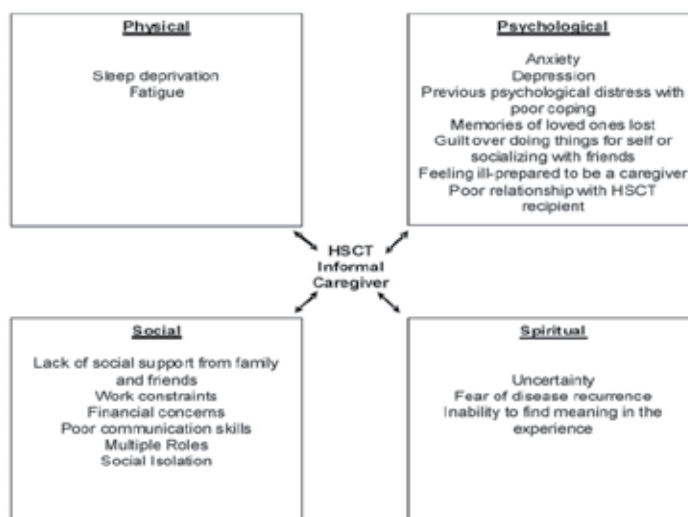 Physical
Sleep deprivation
Fatigue
Psychological
Anxiety
Depression
Previous psychological distress with
poor coping
Memories of loved ones lost
Guilt over doing things for self or
socializing with friends
Feeling ill-prepared to be a caregiver
Poor relationship with HSCT
recipient
HSCT
Informal
Caregiver
Social
Lack of social support from family
and friends
Work constraints
Financial concerns
Poor communication skills
Multiple Roles
Social Isolation
Spiritual
Uncertainty
Fear of disease recurrence
Inability to find meaning in the
experience